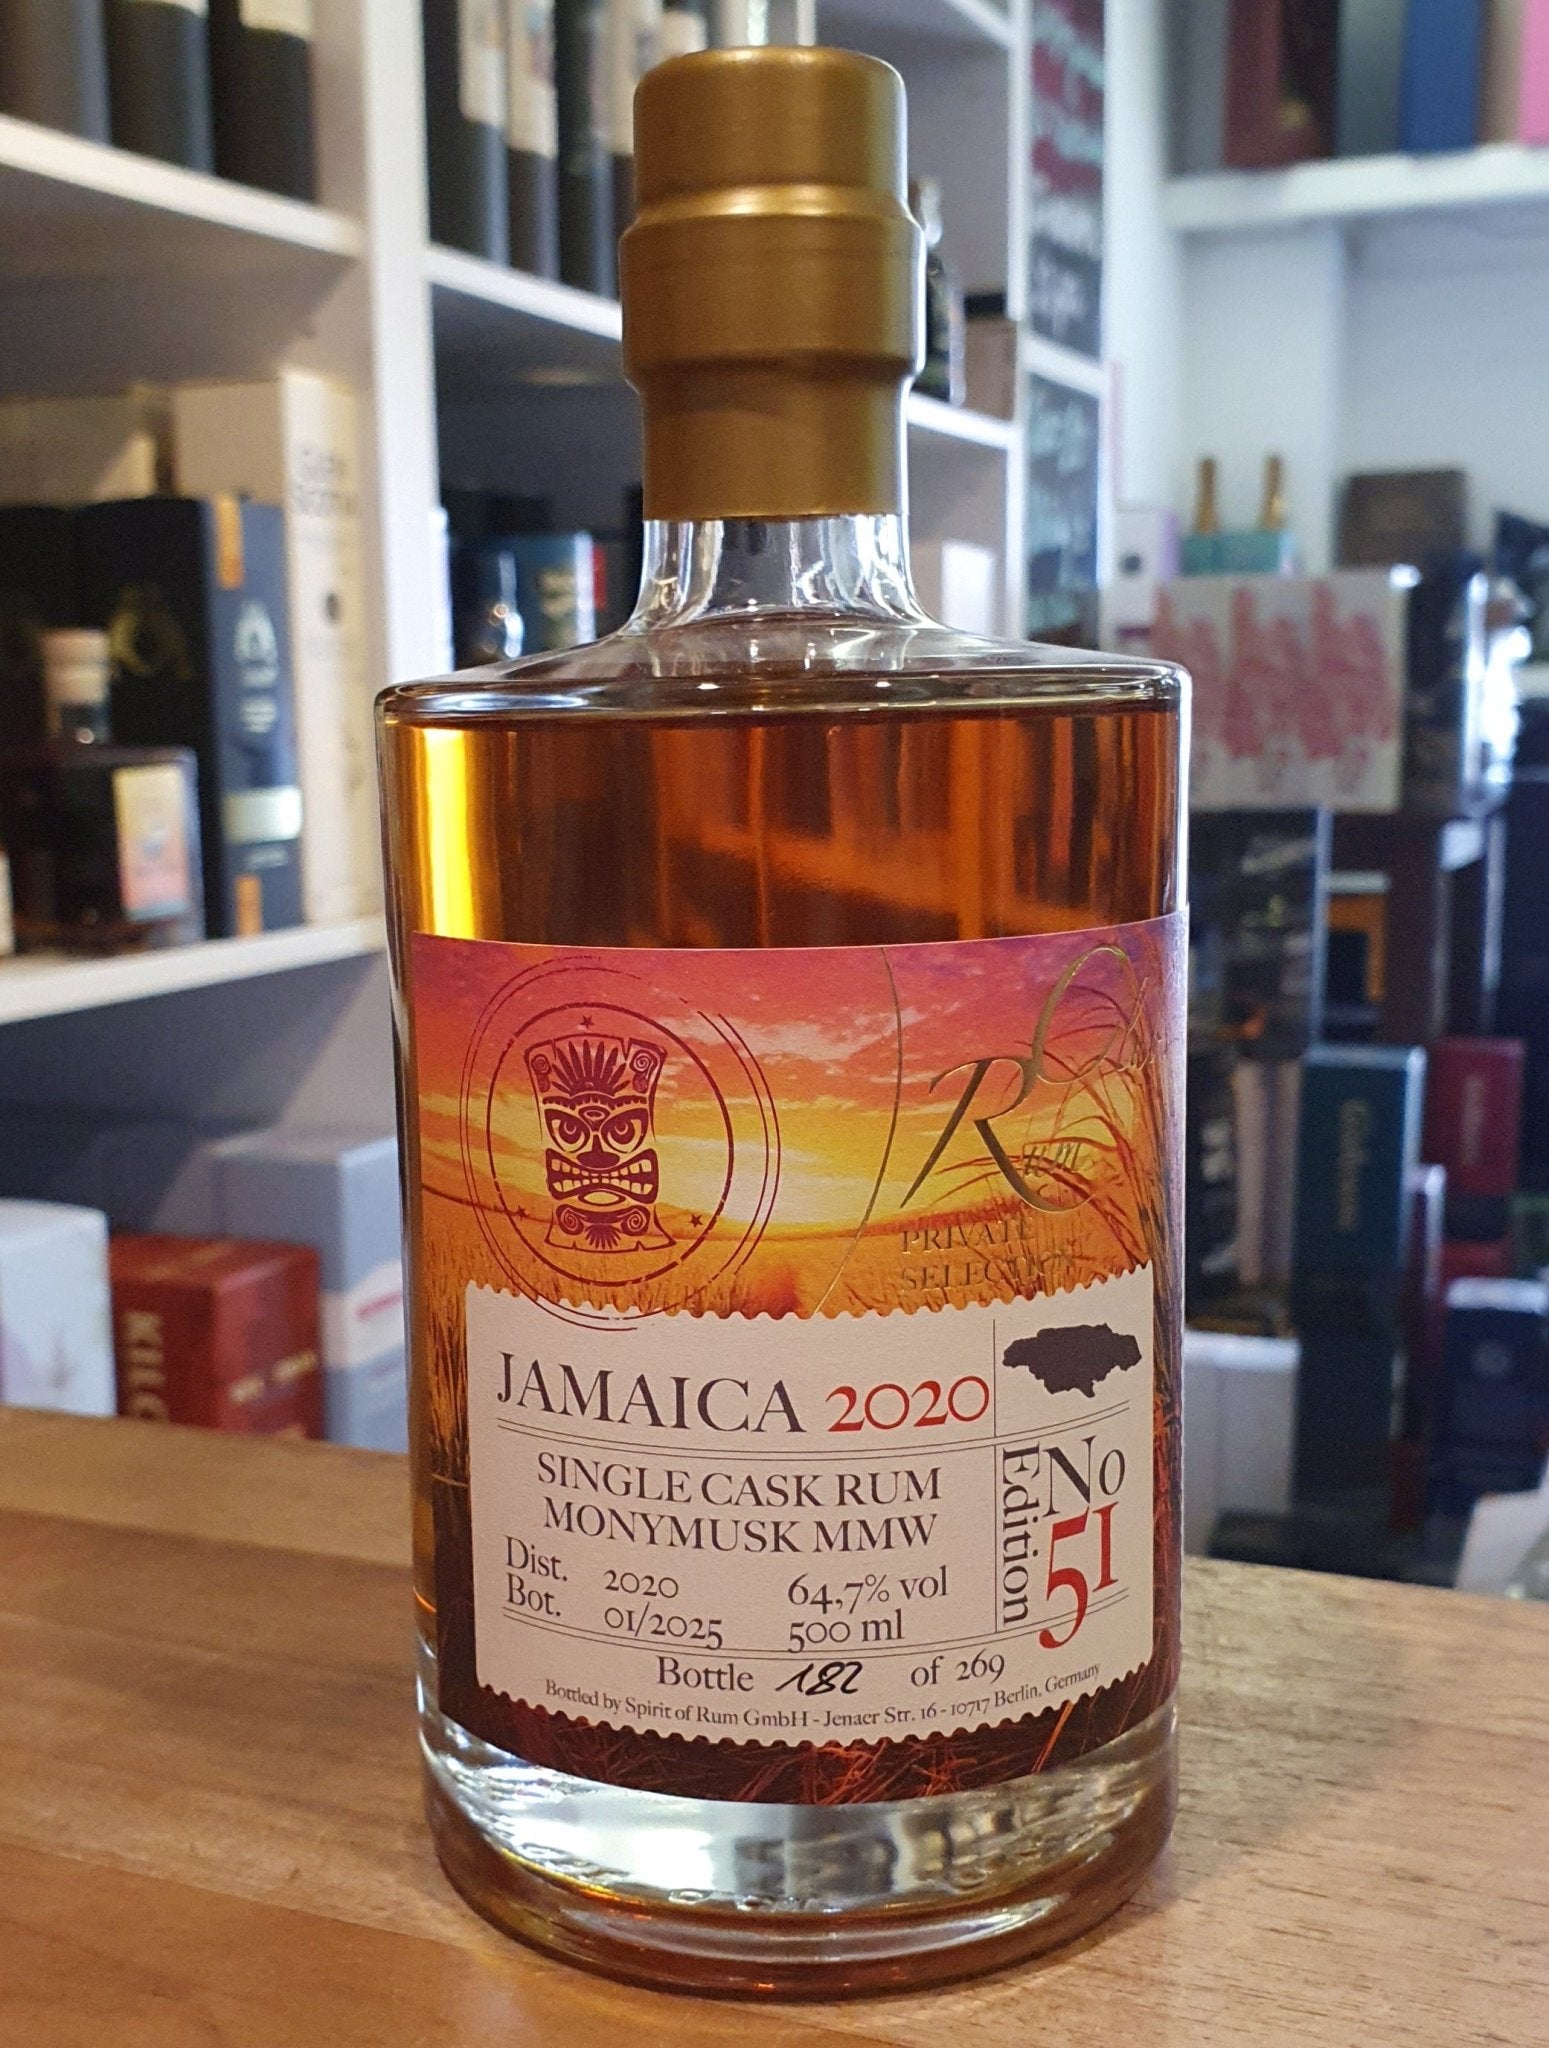 Rum
PRIVATE
SELECTION
JAMAICA 2020
SINGLE CASK RUM
MONYMUSK MMW
Dist. 2020 64,7% vol
Bot. 01/2025 500 ml
Edition No 51
Bottle 182 of 269
Bottled by Spirit of Rum GmbH - Jenaer Str. 16 - 10717 Berlin, Germany